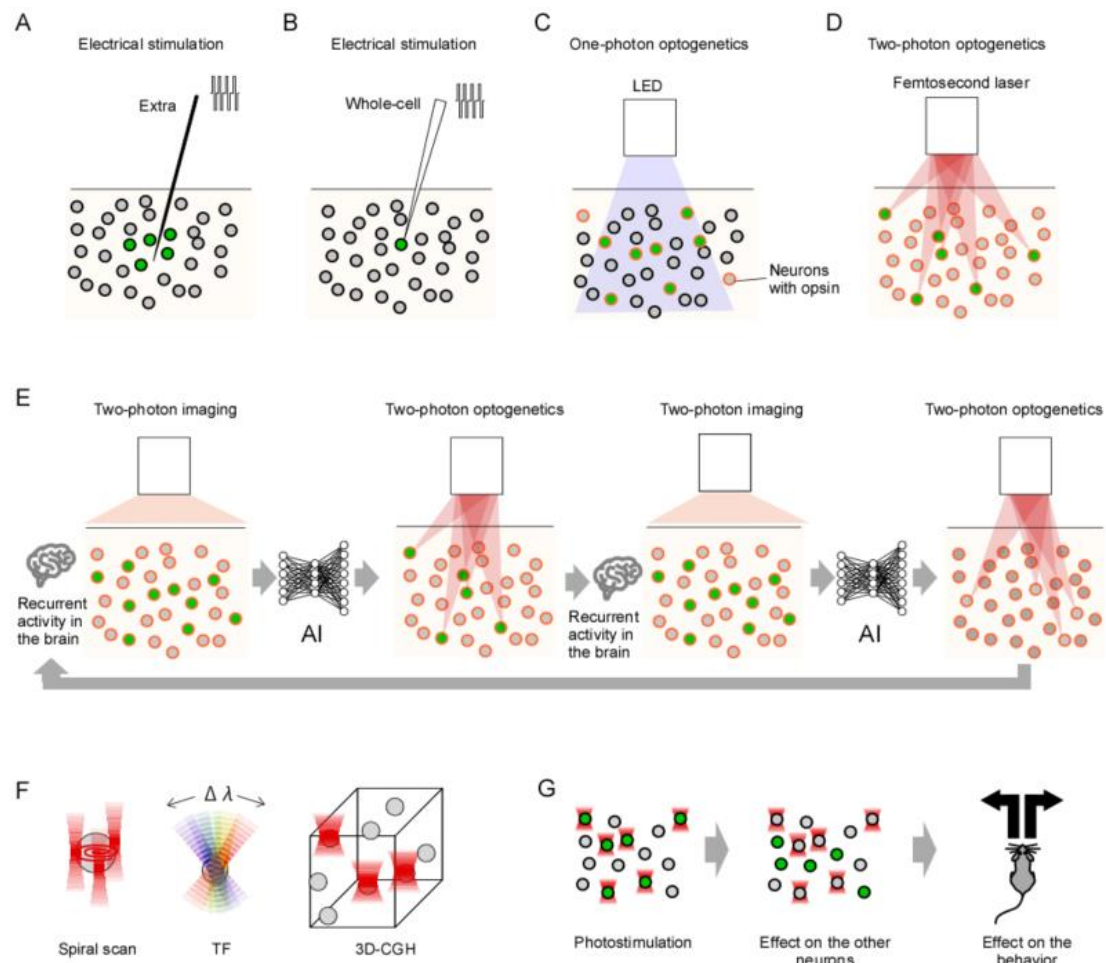 A
Electrical stimulation
Extra
B
Electrical stimulation
Whole-cell
C
One-photon optogenetics
LED
Neurons
with opsin
D
Two-photon optogenetics
Femtosecond laser
E
Two-photon imaging
Two-photon optogenetics
Two-photon imaging
Two-photon optogenetics
Recurrent
activity in
the brain
AI
Recurrent
activity in
the brain
AI
F
Δ λ
Spiral scan
TF
3D-CGH
G
Photostimulation
Effect on the other
neurons
Effect on the
behavior